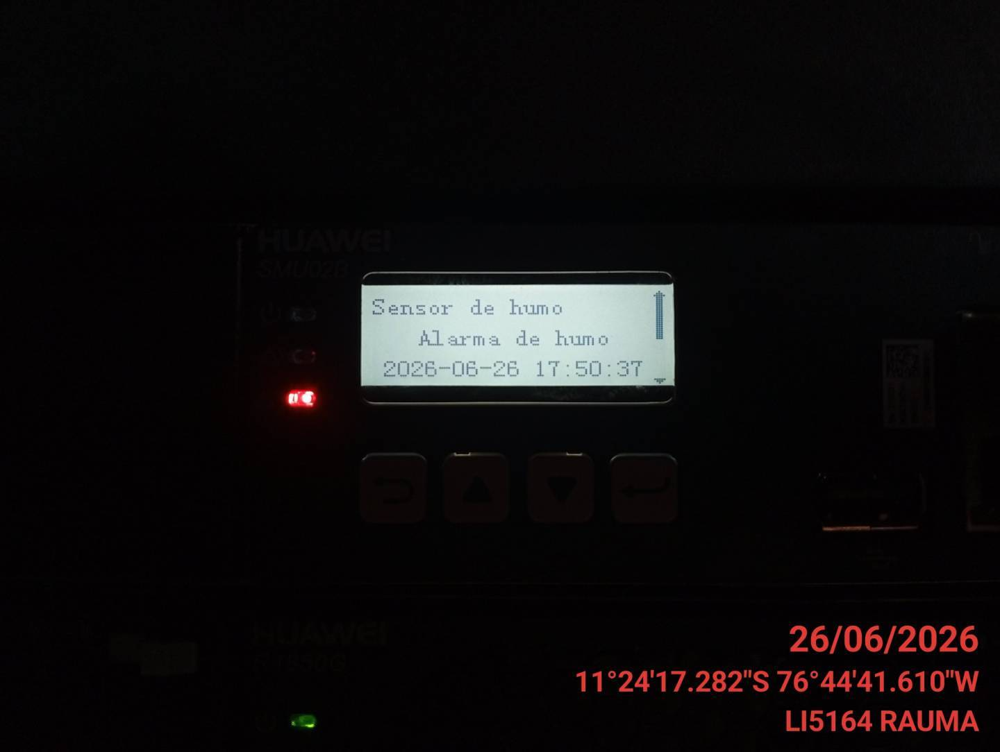 HUAWEI
SMU02B
Sensor de humo
Alarma de humo
2026-06-26 17:50:37
HUAWEI
26/06/2026
11°24'17.282"S 76°44'41.610"W
LI5164 RAUMA